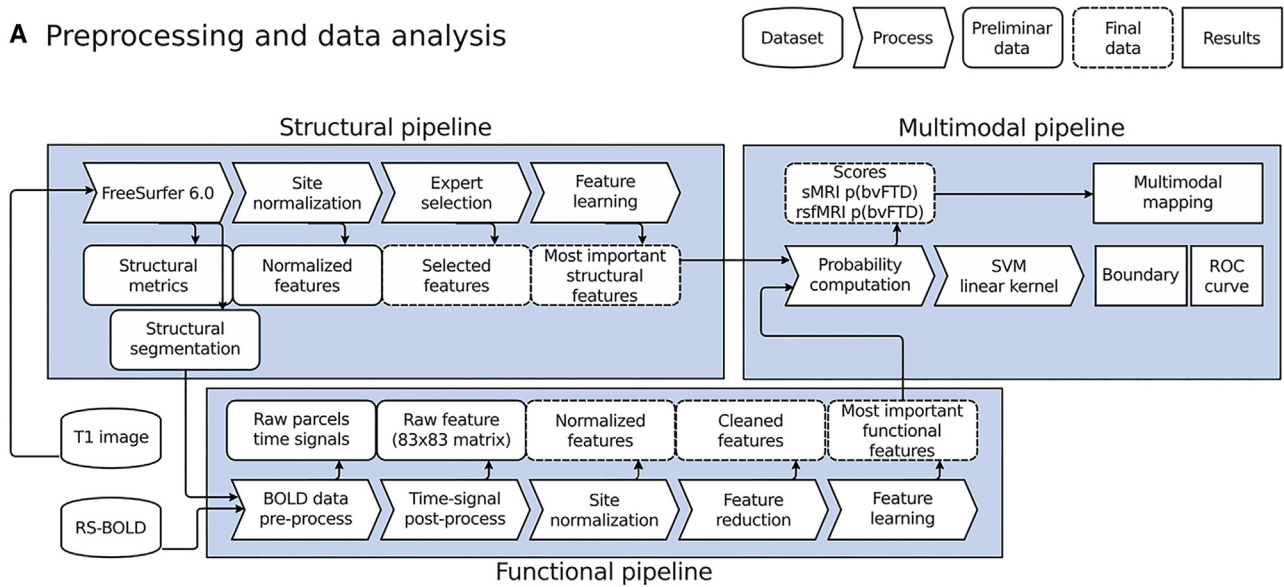 A Preprocessing and data analysis
Dataset
Process
Preliminar
data
Final
data
Results
Structural pipeline
FreeSurfer 6.0
Site
normalization
Expert
selection
Feature
learning
Structural
metrics
Normalized
features
Selected
features
Most important
structural
features
Structural
segmentation
Multimodal pipeline
Scores
sMRI p(bvFTD)
rsfMRI p(bvFTD)
Multimodal
mapping
Probability
computation
SVM
linear kernel
Boundary
ROC
curve
T1 image
RS-BOLD
Raw parcels
time signals
Raw feature
(83x83 matrix)
Normalized
features
Cleaned
features
Most important
functional
features
BOLD data
pre-process
Time-signal
post-process
Site
normalization
Feature
reduction
Feature
learning
Functional pipeline